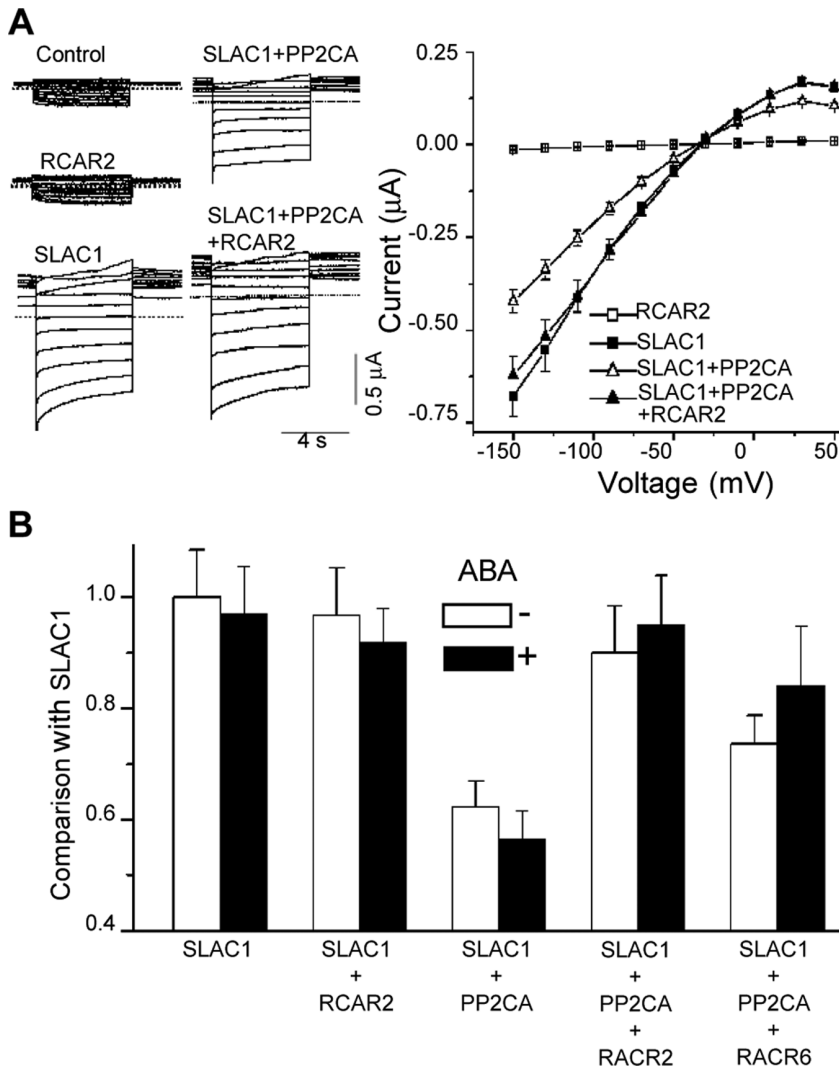 A
Control
SLAC1+PP2CA
RCAR2
SLAC1
SLAC1+PP2CA
+RCAR2
0.5 µA
4 s
0.25
0.00
-0.25
-0.50
-0.75
Current (µA)
RCAR2
SLAC1
SLAC1+PP2CA
SLAC1+PP2CA
+RCAR2
-150
-100
-50
0
50
Voltage (mV)
B
Comparison with SLAC1
1.0
0.8
0.6
0.4
ABA
-
+
SLAC1
SLAC1
+
RCAR2
SLAC1
+
PP2CA
SLAC1
+
PP2CA
+
RACR2
SLAC1
+
PP2CA
+
RACR6